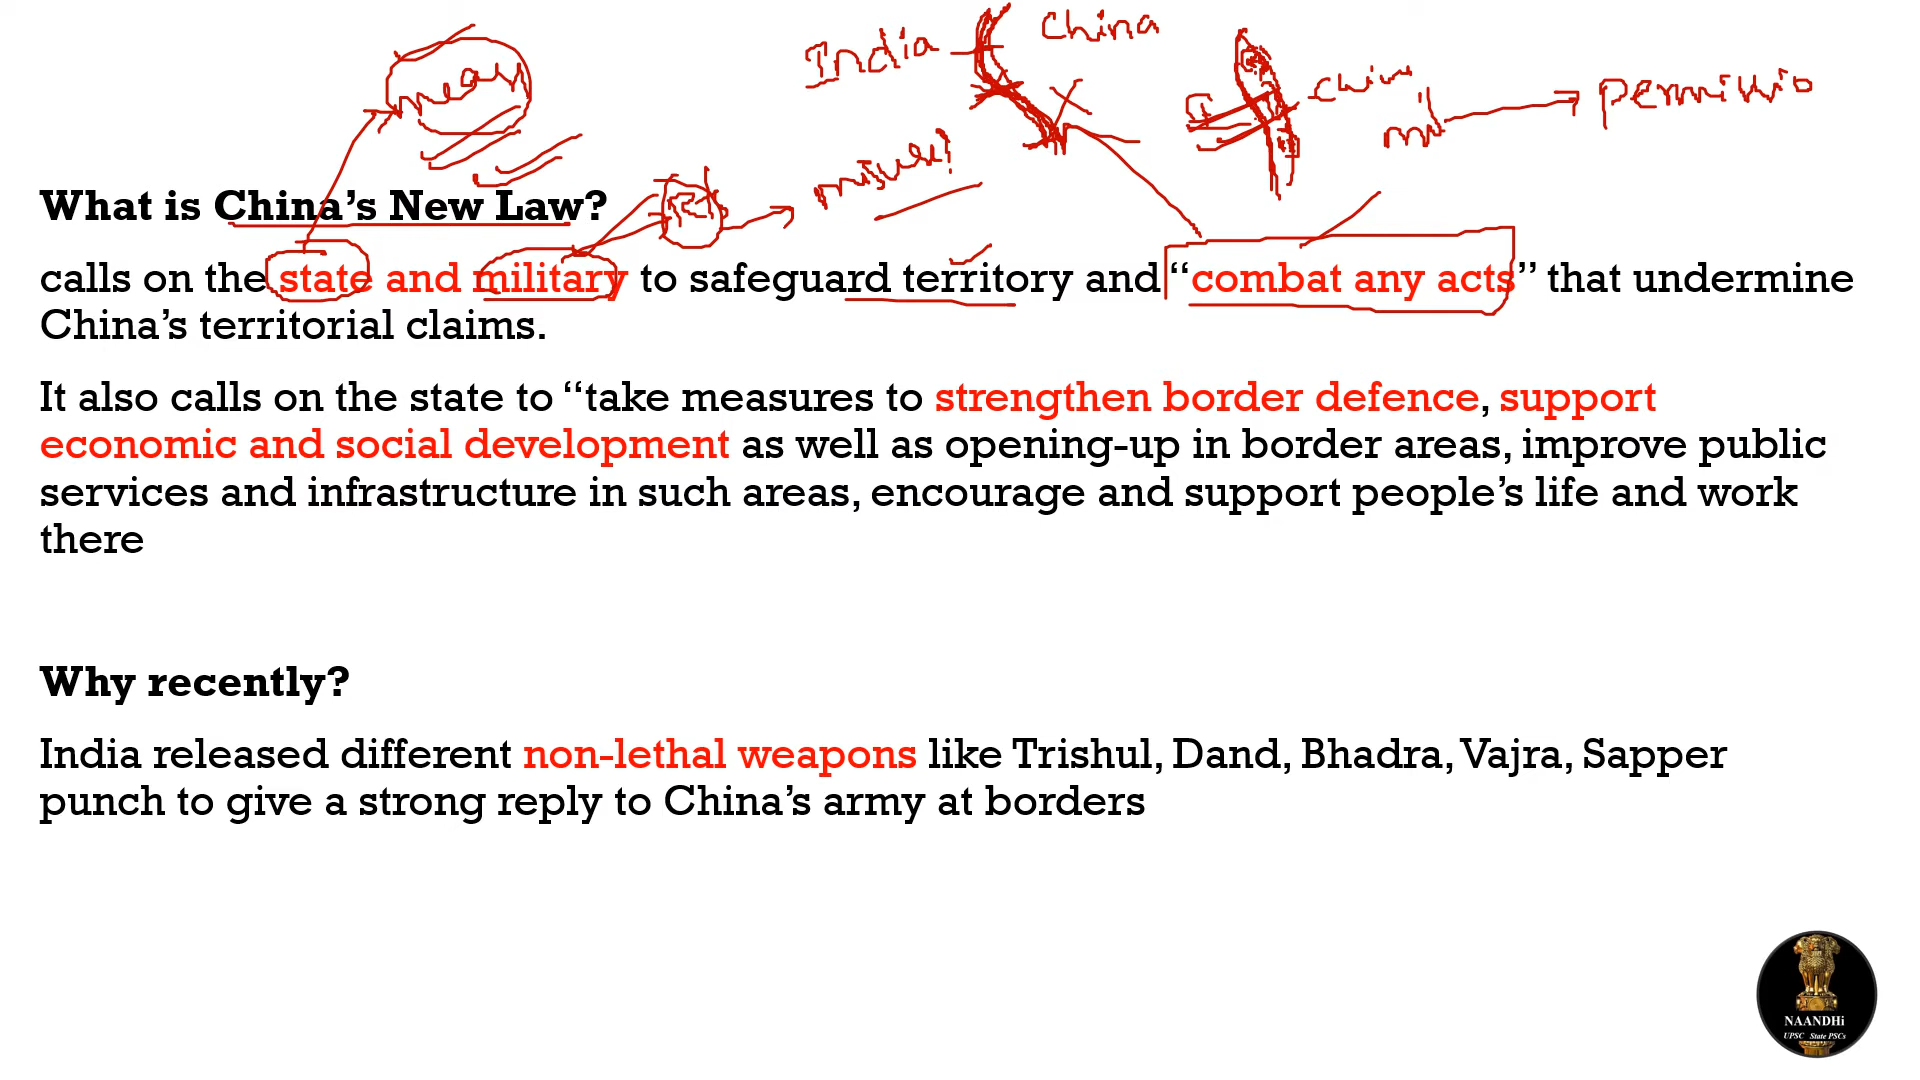 India China
China
permissio
misuse!
What is China's New Law?
calls on the state and military to safeguard territory and “combat any acts” that undermine
China's territorial claims.
It also calls on the state to “take measures to strengthen border defence, support
economic and social development as well as opening-up in border areas, improve public
services and infrastructure in such areas, encourage and support people's life and work
there
Why recently?
India released different non-lethal weapons like Trishul, Dand, Bhadra, Vajra, Sapper
punch to give a strong reply to China's army at borders
NAANDHi
UPSC State PSCs